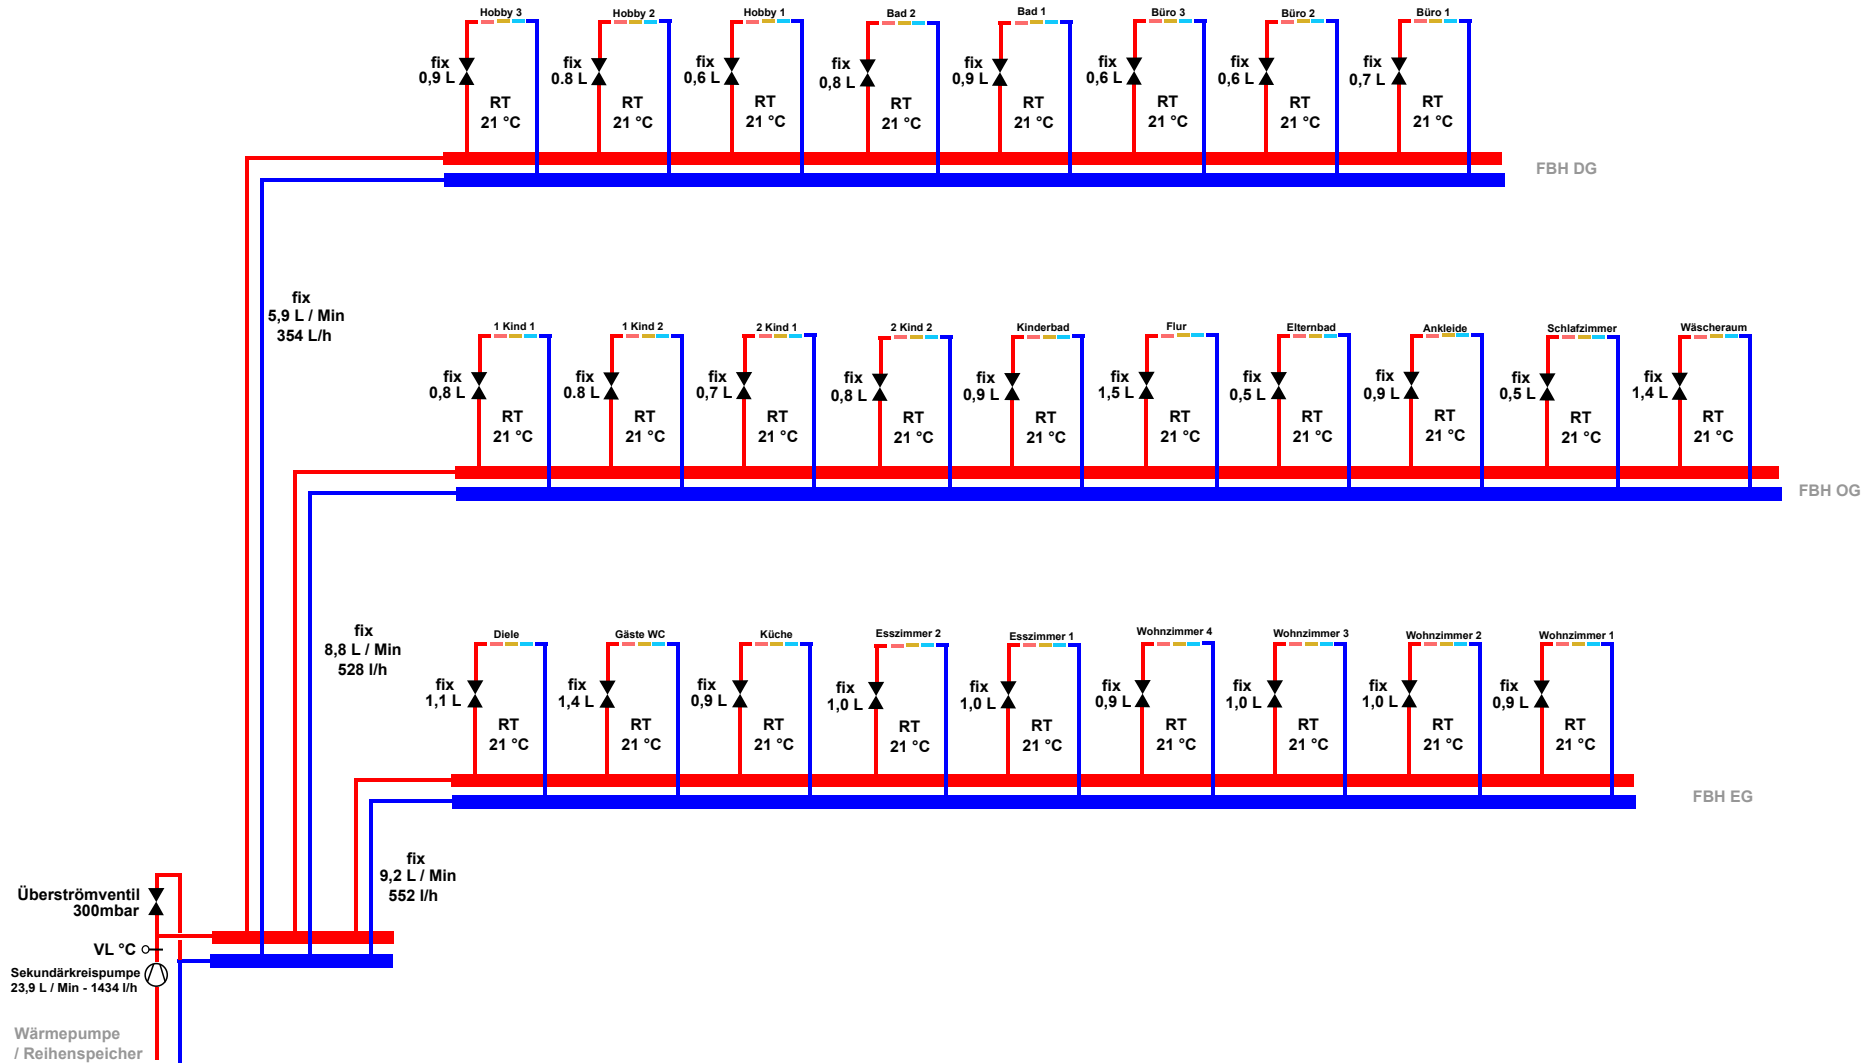 Hobby 3
Hobby 2
Hobby 1
Bad 2
Bad 1
Büro 3
Büro 2
Büro 1
fix
0,9 L
fix
0.8 L
fix
0,6 L
fix
0,8 L
fix
0,9 L
fix
0,6 L
fix
0,6 L
fix
0,7 L
RT
21 °C
RT
21 °C
RT
21 °C
RT
21 °C
RT
21 °C
RT
21 °C
RT
21 °C
RT
21 °C
FBH DG
fix
5,9 L / Min
354 L/h
1 Kind 1
1 Kind 2
2 Kind 1
2 Kind 2
Kinderbad
Flur
Elternbad
Ankleide
Schlafzimmer
Wäscheraum
fix
0,8 L
fix
0.8 L
fix
0,7 L
fix
0,8 L
fix
0,9 L
fix
1,5 L
fix
0,5 L
fix
0,9 L
fix
0,5 L
fix
1,4 L
RT
21 °C
RT
21 °C
RT
21 °C
RT
21 °C
RT
21 °C
RT
21 °C
RT
21 °C
RT
21 °C
RT
21 °C
RT
21 °C
FBH OG
fix
8,8 L / Min
528 l/h
Diele
Gäste WC
Küche
Esszimmer 2
Esszimmer 1
Wohnzimmer 4
Wohnzimmer 3
Wohnzimmer 2
Wohnzimmer 1
fix
1,1 L
fix
1,4 L
fix
0,9 L
fix
1,0 L
fix
1,0 L
fix
0,9 L
fix
1,0 L
fix
1,0 L
fix
0,9 L
RT
21 °C
RT
21 °C
RT
21 °C
RT
21 °C
RT
21 °C
RT
21 °C
RT
21 °C
RT
21 °C
RT
21 °C
FBH EG
fix
9,2 L / Min
552 l/h
Überströmventil
300mbar
VL °C
Sekundärkreispumpe
23,9 L / Min - 1434 l/h
Wärmepumpe
/ Reihenspeicher